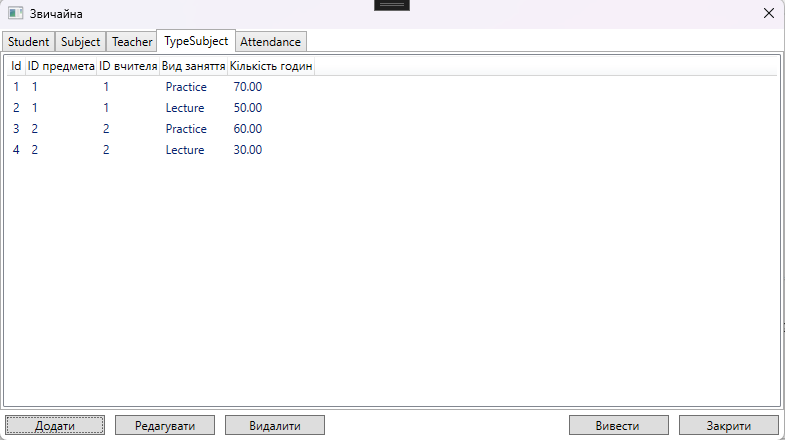 Звичайна
Student Subject Teacher TypeSubject Attendance
Id ID предмета ID вчителя Вид заняття Кількість годин
1 1 1 Practice 70.00
2 1 1 Lecture 50.00
3 2 2 Practice 60.00
4 2 2 Lecture 30.00
Додати Редагувати Видалити Вивести Закрити